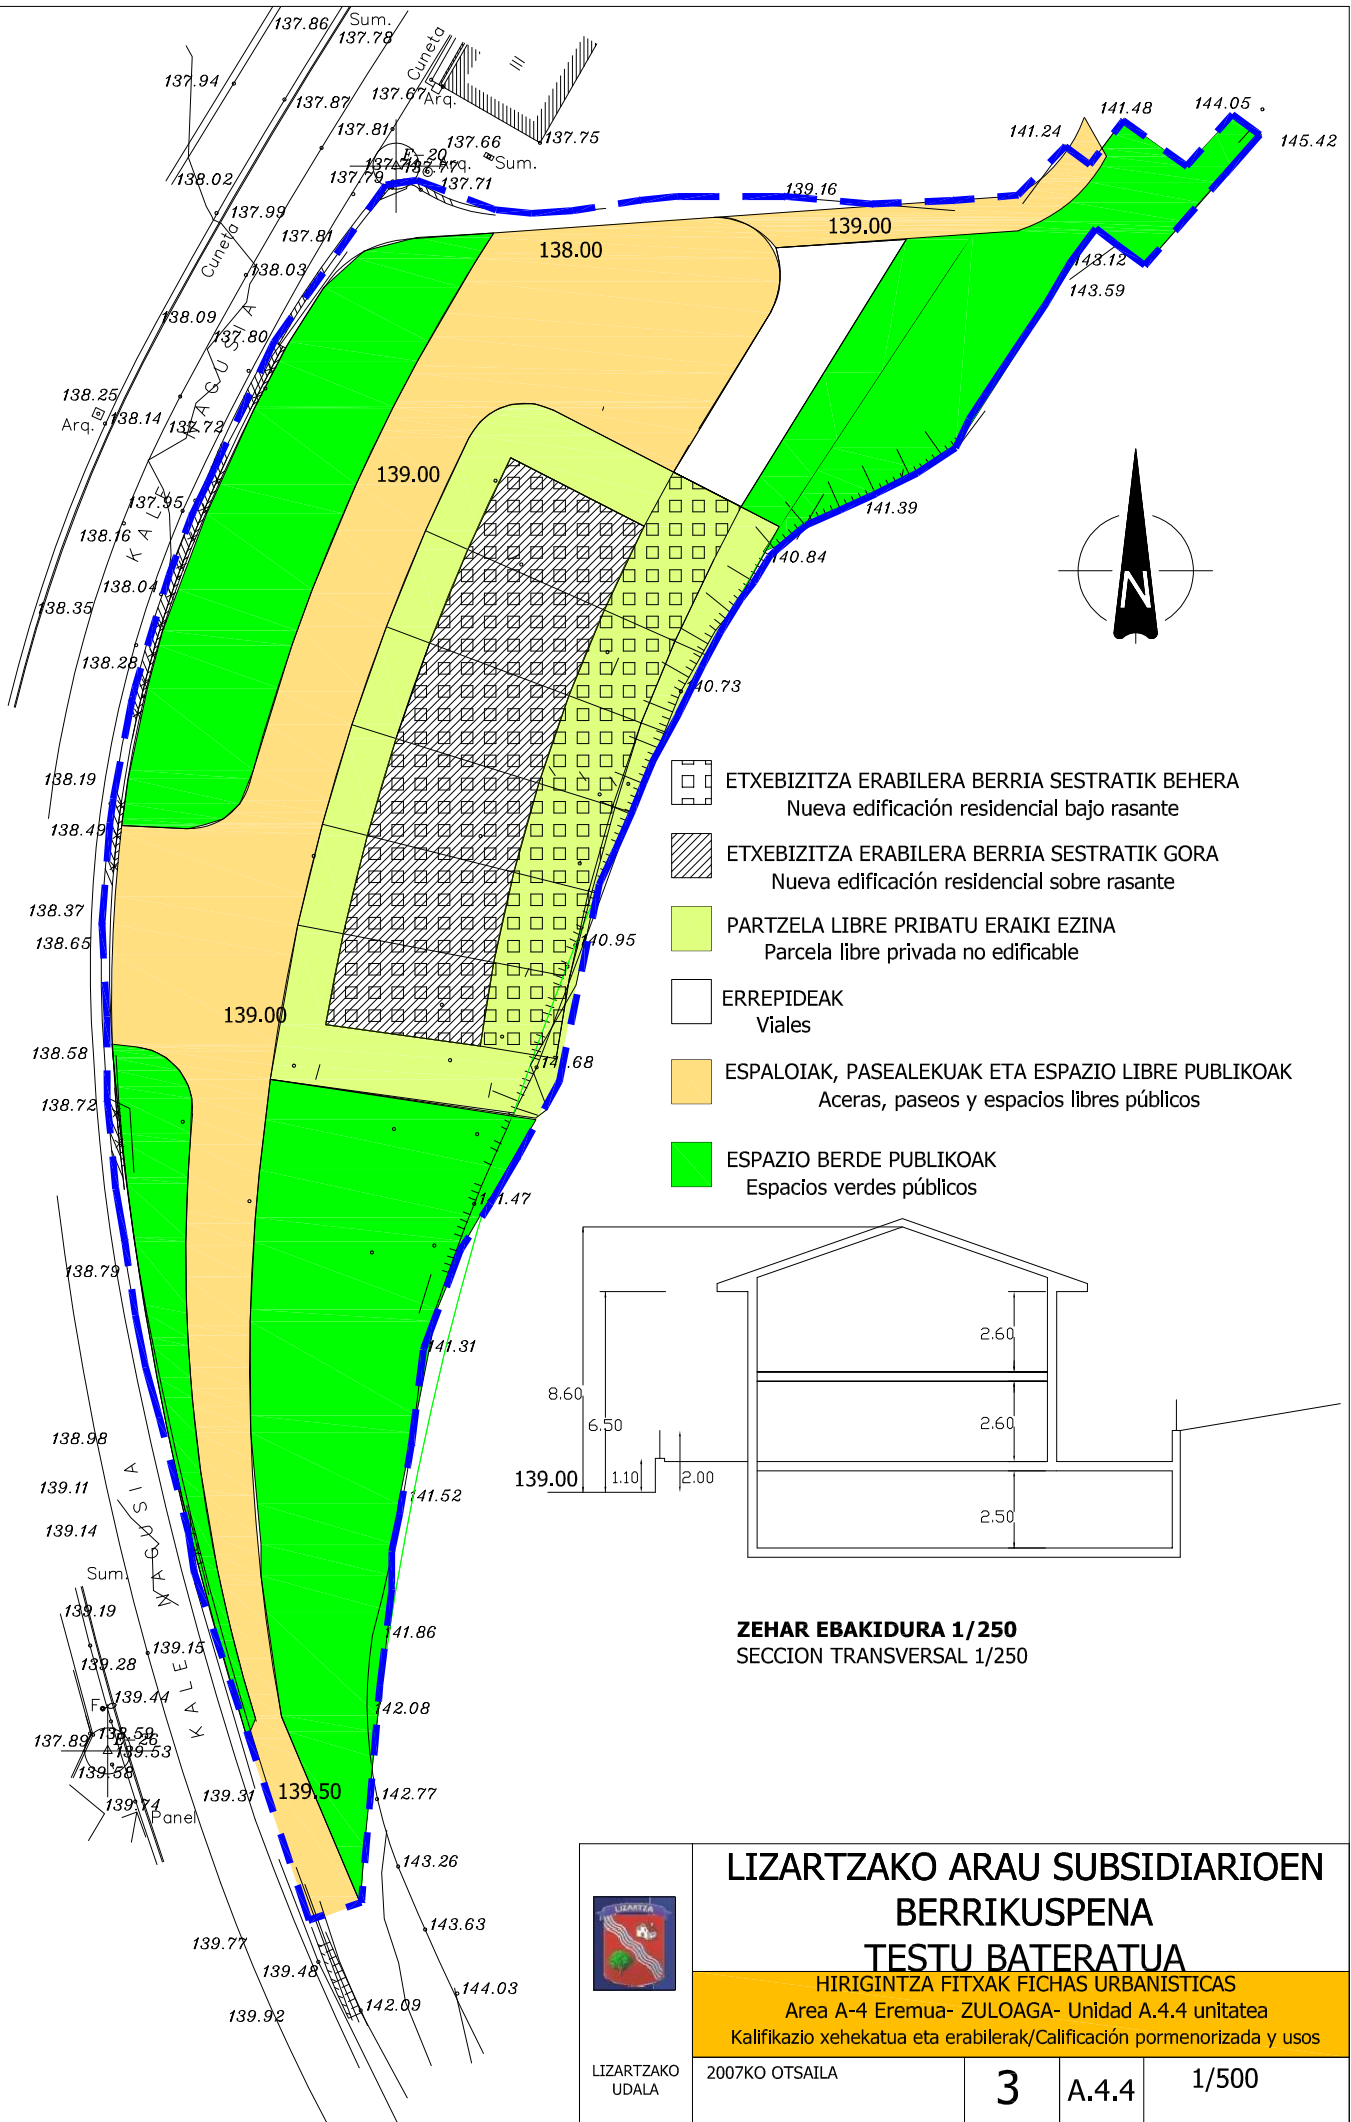 137.86
Sum.
137.78
Cuneta
III
137.94
137.87
137.67
Arq.
137.81
137.66
137.75
Sum.
141.24
141.48
144.05
145.42
E-20
Arq.
137.79
137.71
138.02
137.99
139.16
139.00
137.81
138.00
Cuneta
138.03
143.12
143.59
138.09
137.80
138.25
Arq.
138.14
137.72
KALE NAGUSIA
139.00
137.95
141.39
138.16
140.84
138.04
138.35
N
138.28
140.73
138.19
138.49
ETXEBIZITZA ERABILERA BERRIA SESTRATIK BEHERA
Nueva edificación residencial bajo rasante
ETXEBIZITZA ERABILERA BERRIA SESTRATIK GORA
Nueva edificación residencial sobre rasante
138.37
138.65
PARTZELA LIBRE PRIBATU ERAIKI EZINA
Parcela libre privada no edificable
140.95
ERREPIDEAK
Viales
139.00
138.58
138.72
ESPALOIAK, PASEALEKUAK ETA ESPAZIO LIBRE PUBLIKOAK
Aceras, paseos y espacios libres públicos
ESPAZIO BERDE PUBLIKOAK
Espacios verdes públicos
141.47
138.79
141.31
2.60
8.60
6.50
2.60
138.98
139.00
1.10
2.00
139.11
141.52
2.50
139.14
KALE NAGUSIA
Sum.
139.19
ZEHAR EBAKIDURA 1/250
SECCION TRANSVERSAL 1/250
139.15
141.86
139.28
F.
139.44
142.08
138.59
137.89
139.53
139.58
139.31
139.50
142.77
139.74
Panel
143.26
143.63
139.77
139.48
144.03
142.09
139.92
LIZARTZA
LIZARTZAKO UDALA
LIZARTZAKO ARAU SUBSIDIARIOEN
BERRIKUSPENA
TESTU BATERATUA
HIRIGINTZA FITXAK FICHAS URBANISTICAS
Area A-4 Eremua- ZULOAGA- Unidad A.4.4 unitatea
Kalifikazio xehekatua eta erabilerak/Calificación pormenorizada y usos
2007KO OTSAILA
3
A.4.4
1/500